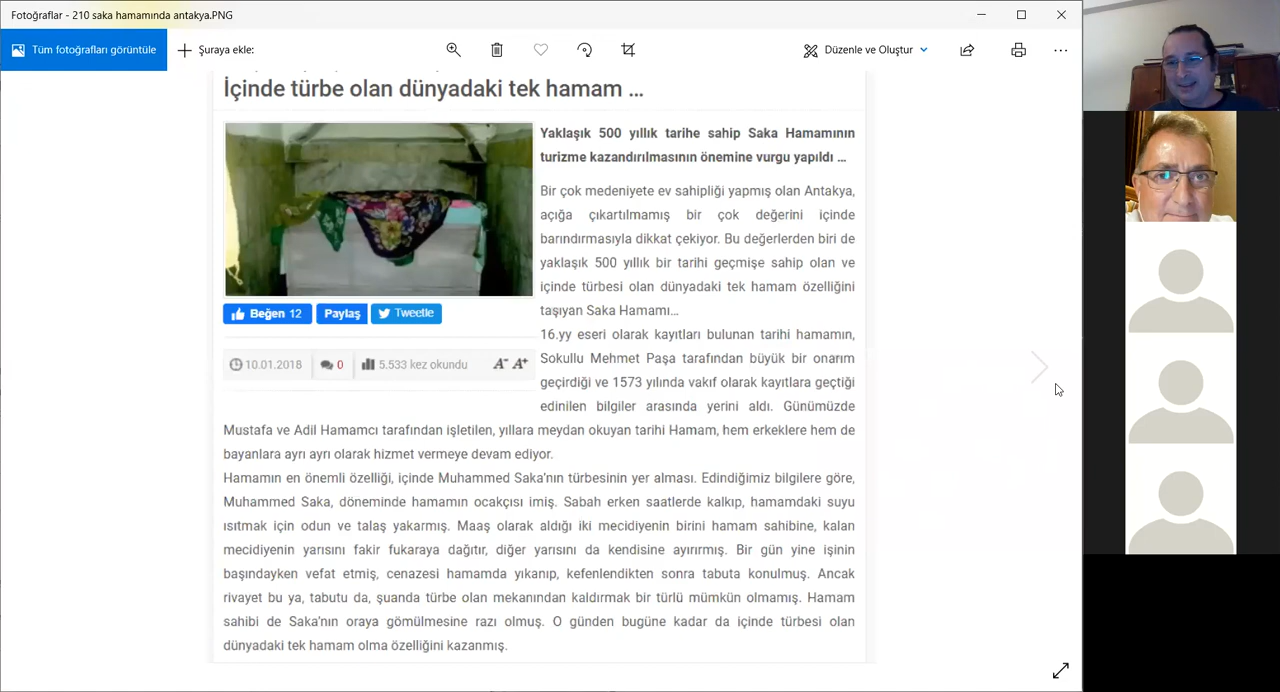 Fotoğraflar - 210 saka hamamında antakya.PNG
Tüm fotoğrafları görüntüle
Şuraya ekle:
Düzenle ve Oluştur
İçinde türbe olan dünyadaki tek hamam ...
Yaklaşık 500 yıllık tarihe sahip Saka Hamamının
turizme kazandırılmasının önemine vurgu yapıldı ...
Bir çok medeniyete ev sahipliği yapmış olan Antakya,
açığa çıkartılmamış bir çok değerini içinde
barındırmasıyla dikkat çekiyor. Bu değerlerden biri de
yaklaşık 500 yıllık bir tarihi geçmişe sahip olan ve
içinde türbesi olan dünyadaki tek hamam özelliğini
taşıyan Saka Hamamı...
Beğen 12
Paylaş
Tweetle
10.01.2018
0
5.533 kez okundu
A- A+
16.yy eseri olarak kayıtları bulunan tarihi hamamın,
Sokullu Mehmet Paşa tarafından büyük bir onarım
geçirdiği ve 1573 yılında vakıf olarak kayıtlara geçtiği
edinilen bilgiler arasında yerini aldı. Günümüzde
Mustafa ve Adil Hamamcı tarafından işletilen, yıllara meydan okuyan tarihi Hamam, hem erkeklere hem de
bayanlara ayrı ayrı olarak hizmet vermeye devam ediyor.
Hamamın en önemli özelliği, içinde Muhammed Saka'nın türbesinin yer alması. Edindiğimiz bilgilere göre,
Muhammed Saka, döneminde hamamın ocakçısı imiş. Sabah erken saatlerde kalkıp, hamamdaki suyu
ısıtmak için odun ve talaş yakarmış. Maaş olarak aldığı iki mecidiyenin birini hamam sahibine, kalan
mecidiyenin yarısını fakir fukaraya dağıtır, diğer yarısını da kendisine ayırırmış. Bir gün yine işinin
başındayken vefat etmiş, cenazesi hamamda yıkanıp, kefenlendikten sonra tabuta konulmuş. Ancak
rivayet bu ya, tabutu da, şuanda türbe olan mekanından kaldırmak bir türlü mümkün olmamış. Hamam
sahibi de Saka'nın oraya gömülmesine razı olmuş. O günden bugüne kadar da içinde türbesi olan
dünyadaki tek hamam olma özelliğini kazanmış.